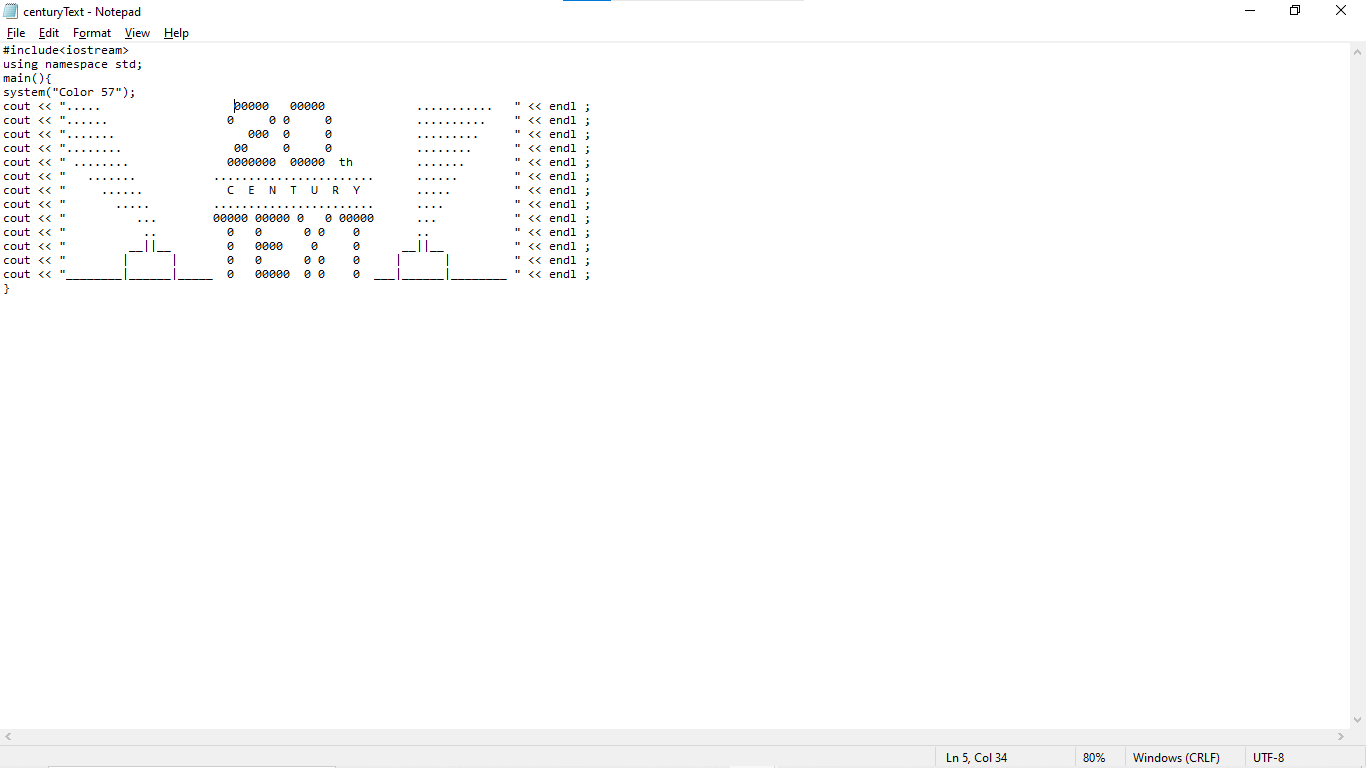 centuryText - Notepad
File Edit Format View Help
#include<iostream>
using namespace std;
main(){
system("Color 57");
cout << ".....                   00000   00000             ...........   " << endl ;
cout << "......                 0     0 0     0            ..........    " << endl ;
cout << ".......                   000  0     0            .........     " << endl ;
cout << "........                00     0     0            ........      " << endl ;
cout << " ........              0000000  00000  th         .......       " << endl ;
cout << "   .......           .......................      ......        " << endl ;
cout << "     ......            C  E  N  T  U  R  Y        .....         " << endl ;
cout << "       .....         .......................      ....          " << endl ;
cout << "          ...        00000 00000 0   0 00000      ...           " << endl ;
cout << "           ..          0   0      0 0    0        ..            " << endl ;
cout << "         __||__        0   0000    0     0      __||__          " << endl ;
cout << "        |      |       0   0      0 0    0     |      |         " << endl ;
cout << "________|______|_____  0   00000  0 0    0  ___|______|________ " << endl ;
}
Ln 5, Col 34 80% Windows (CRLF) UTF-8